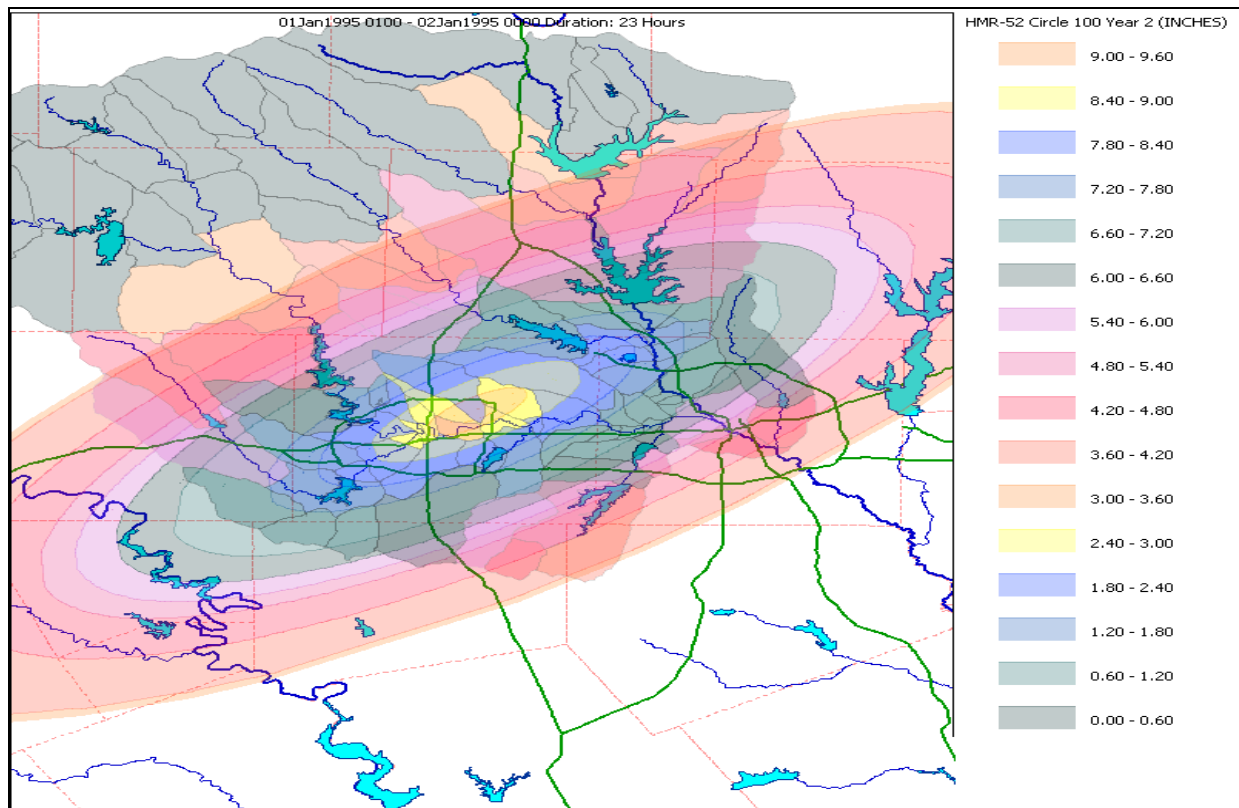 01Jan1995 0100 - 02Jan1995 0000 Duration: 23 Hours
HMR-52 Circle 100 Year 2 (INCHES)
9.00 - 9.60
8.40 - 9.00
7.80 - 8.40
7.20 - 7.80
6.60 - 7.20
6.00 - 6.60
5.40 - 6.00
4.80 - 5.40
4.20 - 4.80
3.60 - 4.20
3.00 - 3.60
2.40 - 3.00
1.80 - 2.40
1.20 - 1.80
0.60 - 1.20
0.00 - 0.60